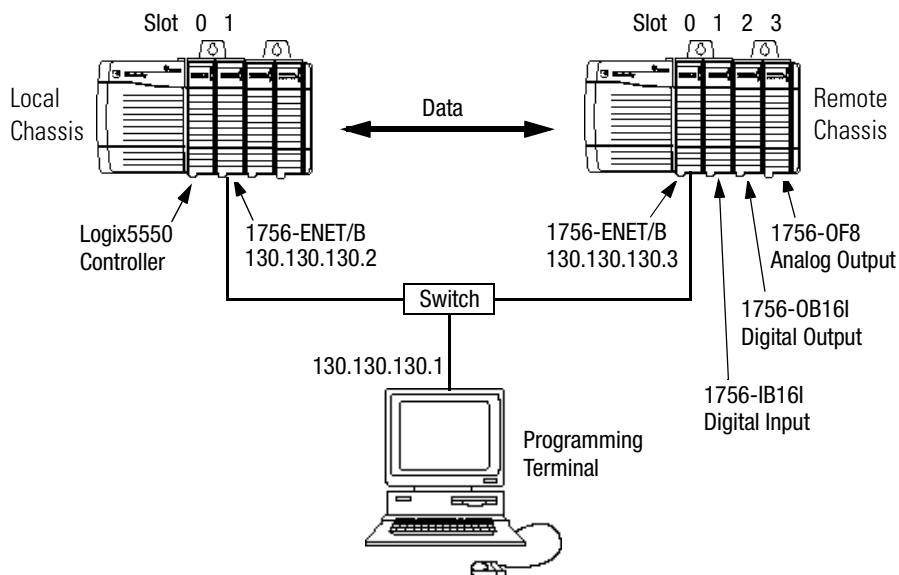 Slot 0 1
Slot 0 1 2 3
Local
Chassis
Data
Remote
Chassis
Logix5550
Controller
1756-ENET/B
130.130.130.2
1756-ENET/B
130.130.130.3
1756-OF8
Analog Output
Switch
1756-OB16I
Digital Output
130.130.130.1
1756-IB16I
Digital Input
Programming
Terminal